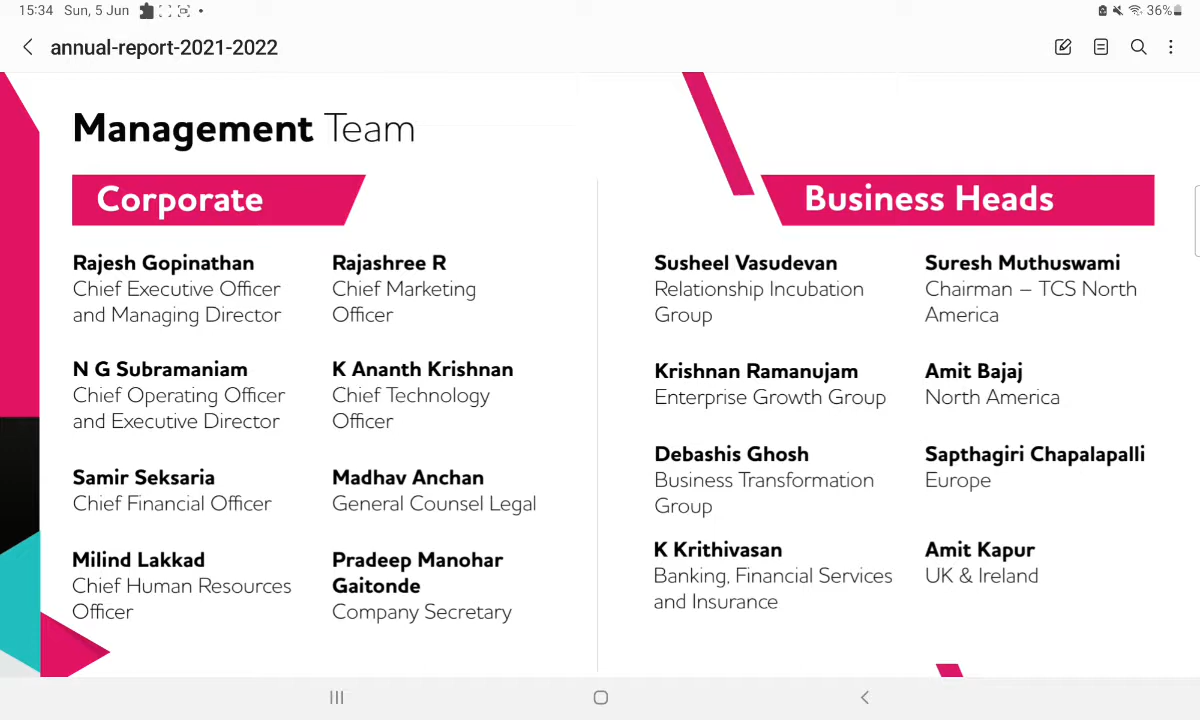 15:34 Sun, 5 Jun
36%
annual-report-2021-2022
Management Team
Corporate
Rajesh Gopinathan
Chief Executive Officer
and Managing Director
Rajashree R
Chief Marketing
Officer
N G Subramaniam
Chief Operating Officer
and Executive Director
K Ananth Krishnan
Chief Technology
Officer
Samir Seksaria
Chief Financial Officer
Madhav Anchan
General Counsel Legal
Milind Lakkad
Chief Human Resources
Officer
Pradeep Manohar
Gaitonde
Company Secretary
Business Heads
Susheel Vasudevan
Relationship Incubation
Group
Suresh Muthuswami
Chairman – TCS North
America
Krishnan Ramanujam
Enterprise Growth Group
Amit Bajaj
North America
Debashis Ghosh
Business Transformation
Group
Sapthagiri Chapalapalli
Europe
K Krithivasan
Banking, Financial Services
and Insurance
Amit Kapur
UK & Ireland